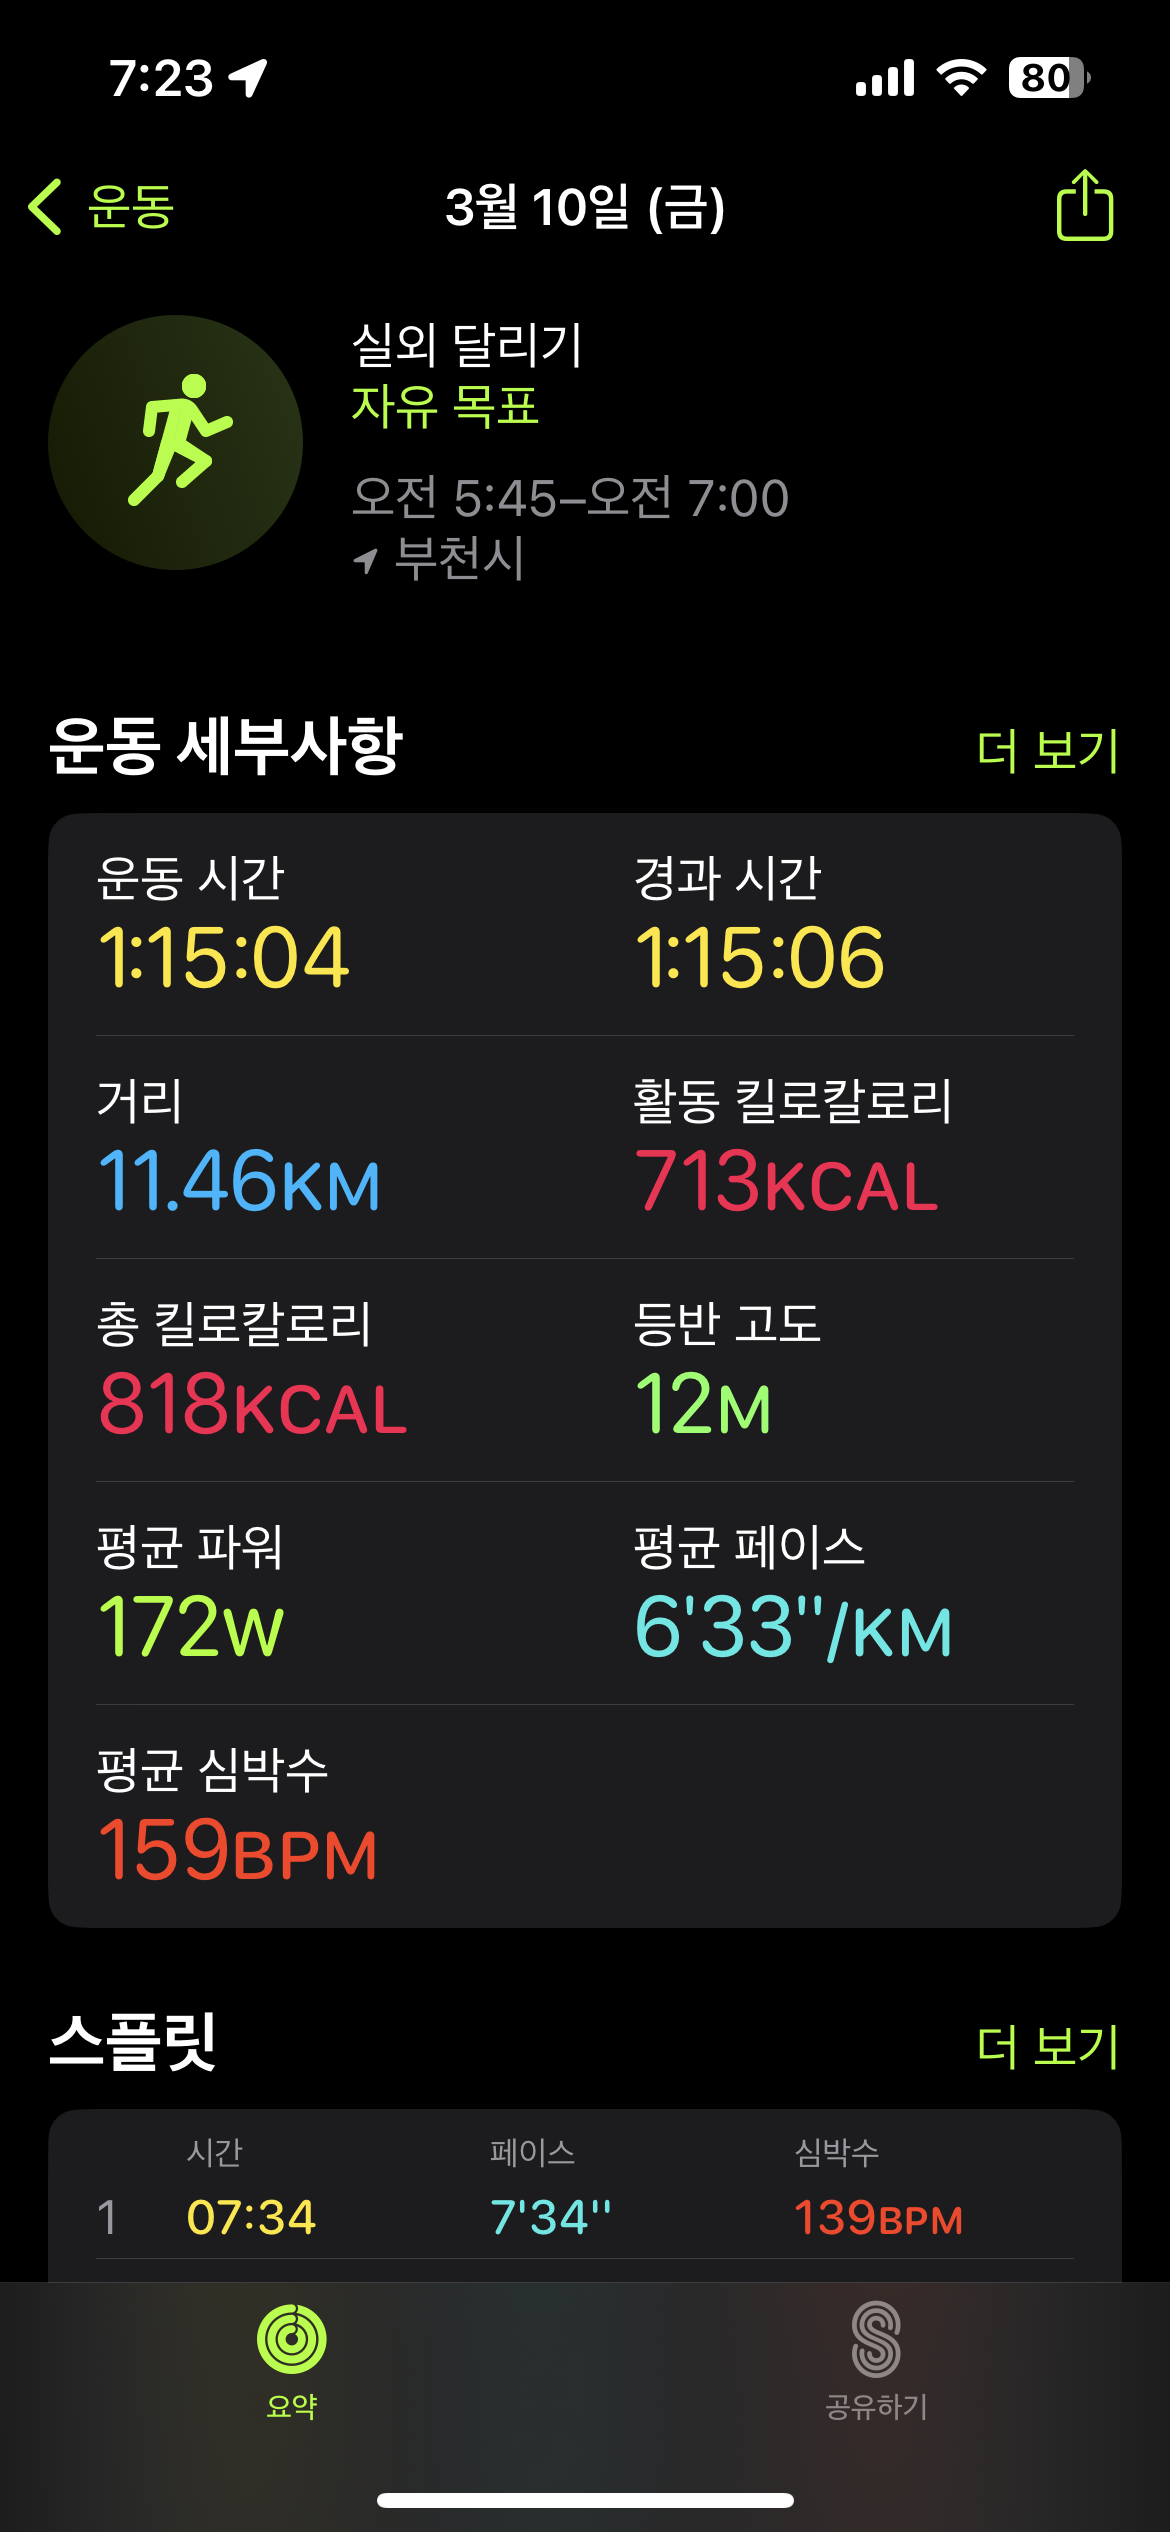 7:23
80
운동
3월 10일 (금)
실외 달리기
자유 목표
오전 5:45–오전 7:00
부천시
운동 세부사항
더 보기
운동 시간
경과 시간
1:15:04
1:15:06
거리
활동 킬로칼로리
11.46KM
713KCAL
총 킬로칼로리
등반 고도
818KCAL
12M
평균 파워
평균 페이스
172W
6'33''/KM
평균 심박수
159BPM
스플릿
더 보기
시간 페이스 심박수
1 07:34 7'34'' 139BPM
요약
공유하기